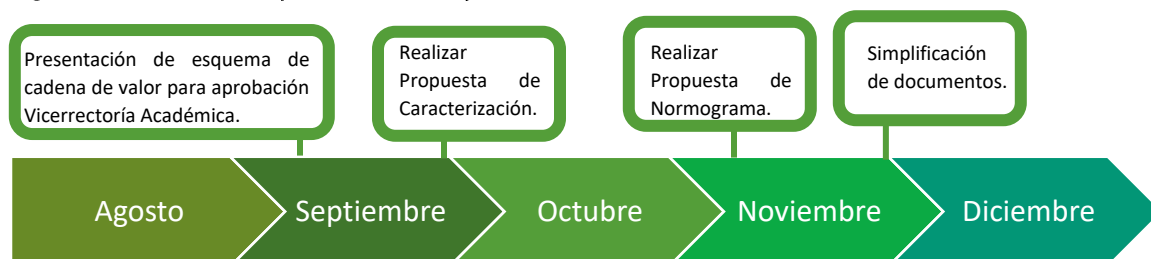 Presentación de esquema de
cadena de valor para aprobación
Vicerrectoría Académica.
Realizar
Propuesta de
Caracterización.
Realizar
Propuesta de
Normograma.
Simplificación
de documentos.
Agosto
Septiembre
Octubre
Noviembre
Diciembre